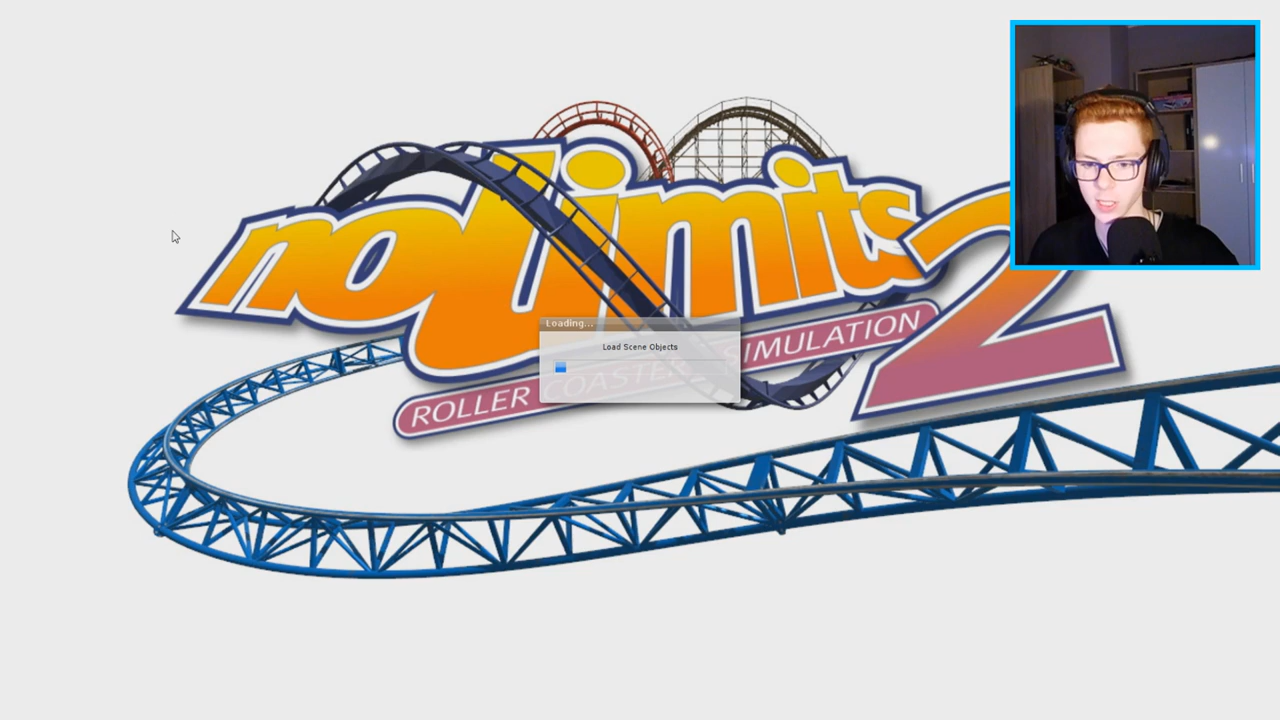 noLimits 2
ROLLER COASTER SIMULATION
Loading...
Load Scene Objects